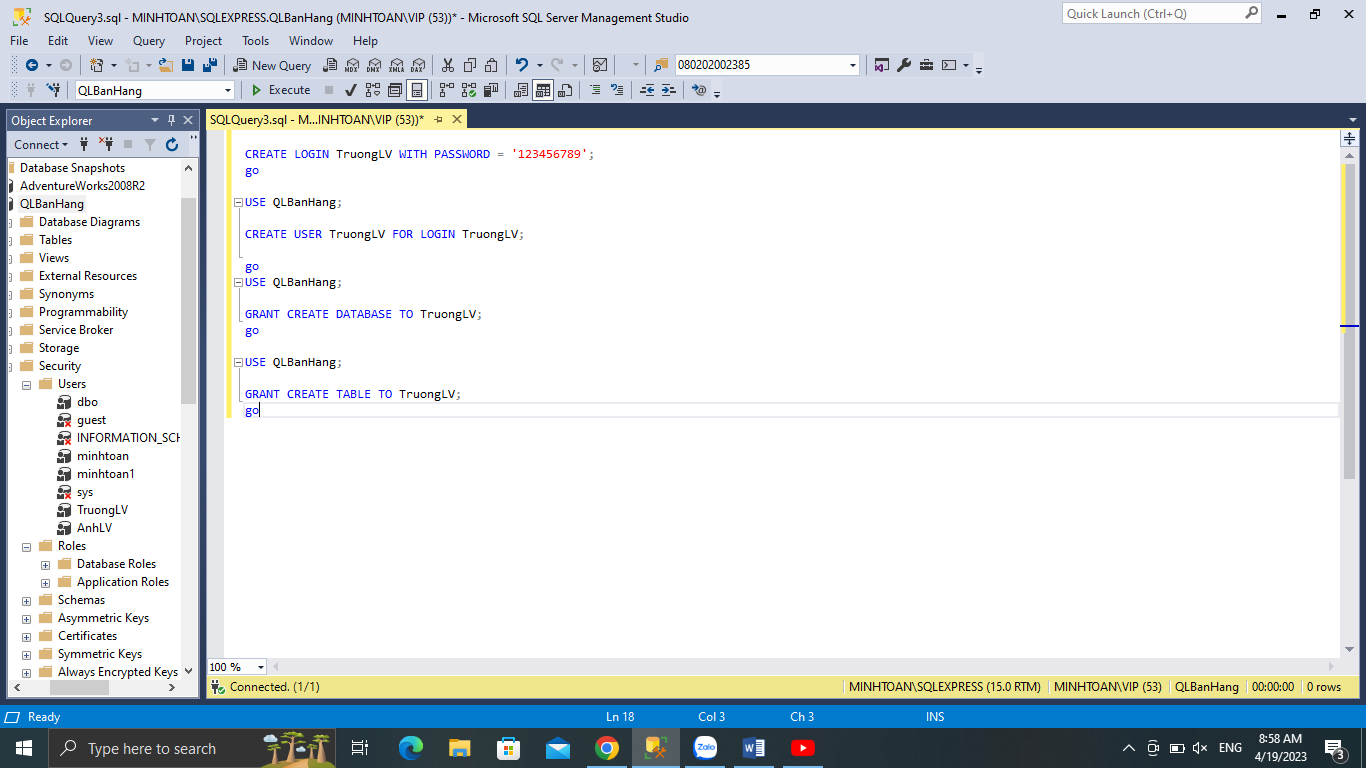 SQLQuery3.sql - MINHTOAN\SQLEXPRESS.QLBanHang (MINHTOAN\VIP (53))* - Microsoft SQL Server Management Studio
Quick Launch (Ctrl+Q)
File Edit View Query Project Tools Window Help
New Query MDX DMX XMLA DAX 080202002385
QLBanHang Execute
Object Explorer
Connect
Database Snapshots
AdventureWorks2008R2
QLBanHang
Database Diagrams
Tables
Views
External Resources
Synonyms
Programmability
Service Broker
Storage
Security
Users
dbo
guest
INFORMATION_SCH
minhtoan
minhtoan1
sys
TruongLV
AnhLV
Roles
Database Roles
Application Roles
Schemas
Asymmetric Keys
Certificates
Symmetric Keys
Always Encrypted Keys
SQLQuery3.sql - M...INHTOAN\VIP (53))*
CREATE LOGIN TruongLV WITH PASSWORD = '123456789';
go
USE QLBanHang;
CREATE USER TruongLV FOR LOGIN TruongLV;
go
USE QLBanHang;
GRANT CREATE DATABASE TO TruongLV;
go
USE QLBanHang;
GRANT CREATE TABLE TO TruongLV;
go
100 %
Connected. (1/1) MINHTOAN\SQLEXPRESS (15.0 RTM) MINHTOAN\VIP (53) QLBanHang 00:00:00 0 rows
Ready Ln 18 Col 3 Ch 3 INS
Type here to search Zalo W ENG 8:58 AM
4/19/2023 3